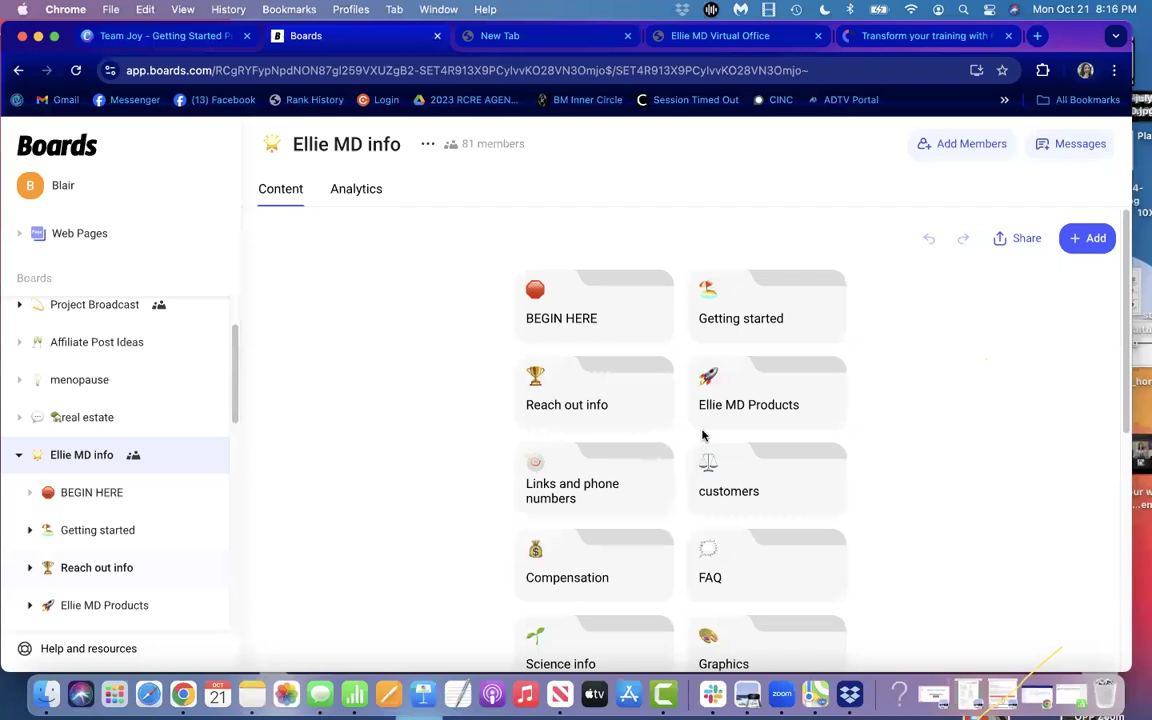 Chrome File Edit View History Bookmarks Profiles Tab Window Help Mon Oct 21 8:16 PM
Team Joy - Getting Started P Boards New Tab Ellie MD Virtual Office Transform your training with
app.boards.com/RCgRYFypNpdNON87gl259VXUZgB2-SET4R913X9PCylvvKO28VN3Omjo$/SET4R913X9PCylvvKO28VN3Omjo~
Gmail Messenger (13) Facebook Rank History Login 2023 RCRE AGEN... BM Inner Circle Session Timed Out CINC ADTV Portal » All Bookmarks
Boards
B Blair
Web Pages
Boards
Project Broadcast
Affiliate Post Ideas
menopause
real estate
Ellie MD info
BEGIN HERE
Getting started
Reach out info
Ellie MD Products
Help and resources
Ellie MD info ... 81 members Add Members Messages
Content Analytics
Share + Add
BEGIN HERE Getting started
Reach out info Ellie MD Products
Links and phone
numbers
customers
Compensation FAQ
Science info Graphics
OCT
21
tv
zoom